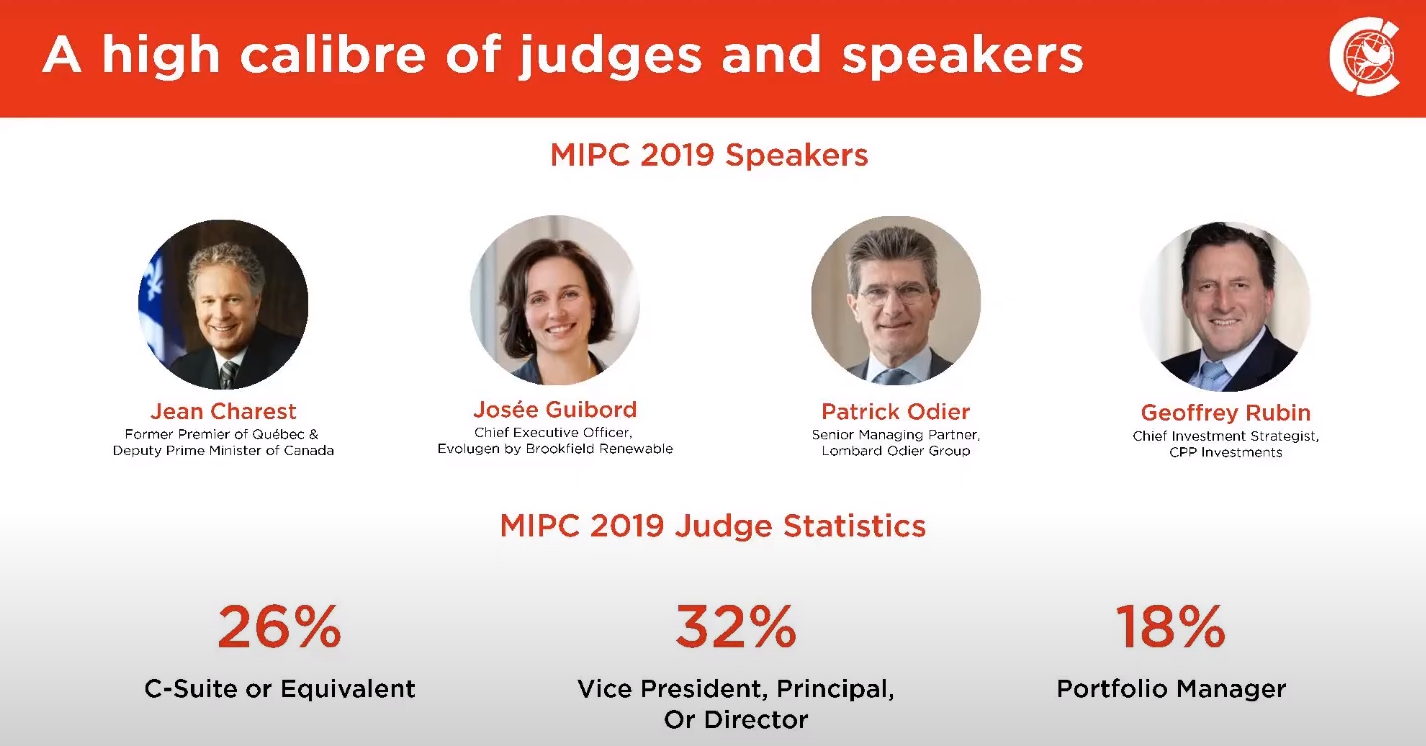 A high calibre of judges and speakers
MIPC 2019 Speakers
Jean Charest
Former Premier of Québec &
Deputy Prime Minister of Canada
Josée Guibord
Chief Executive Officer,
Evolugen by Brookfield Renewable
Patrick Odier
Senior Managing Partner,
Lombard Odier Group
Geoffrey Rubin
Chief Investment Strategist,
CPP Investments
MIPC 2019 Judge Statistics
26%
C-Suite or Equivalent
32%
Vice President, Principal,
Or Director
18%
Portfolio Manager